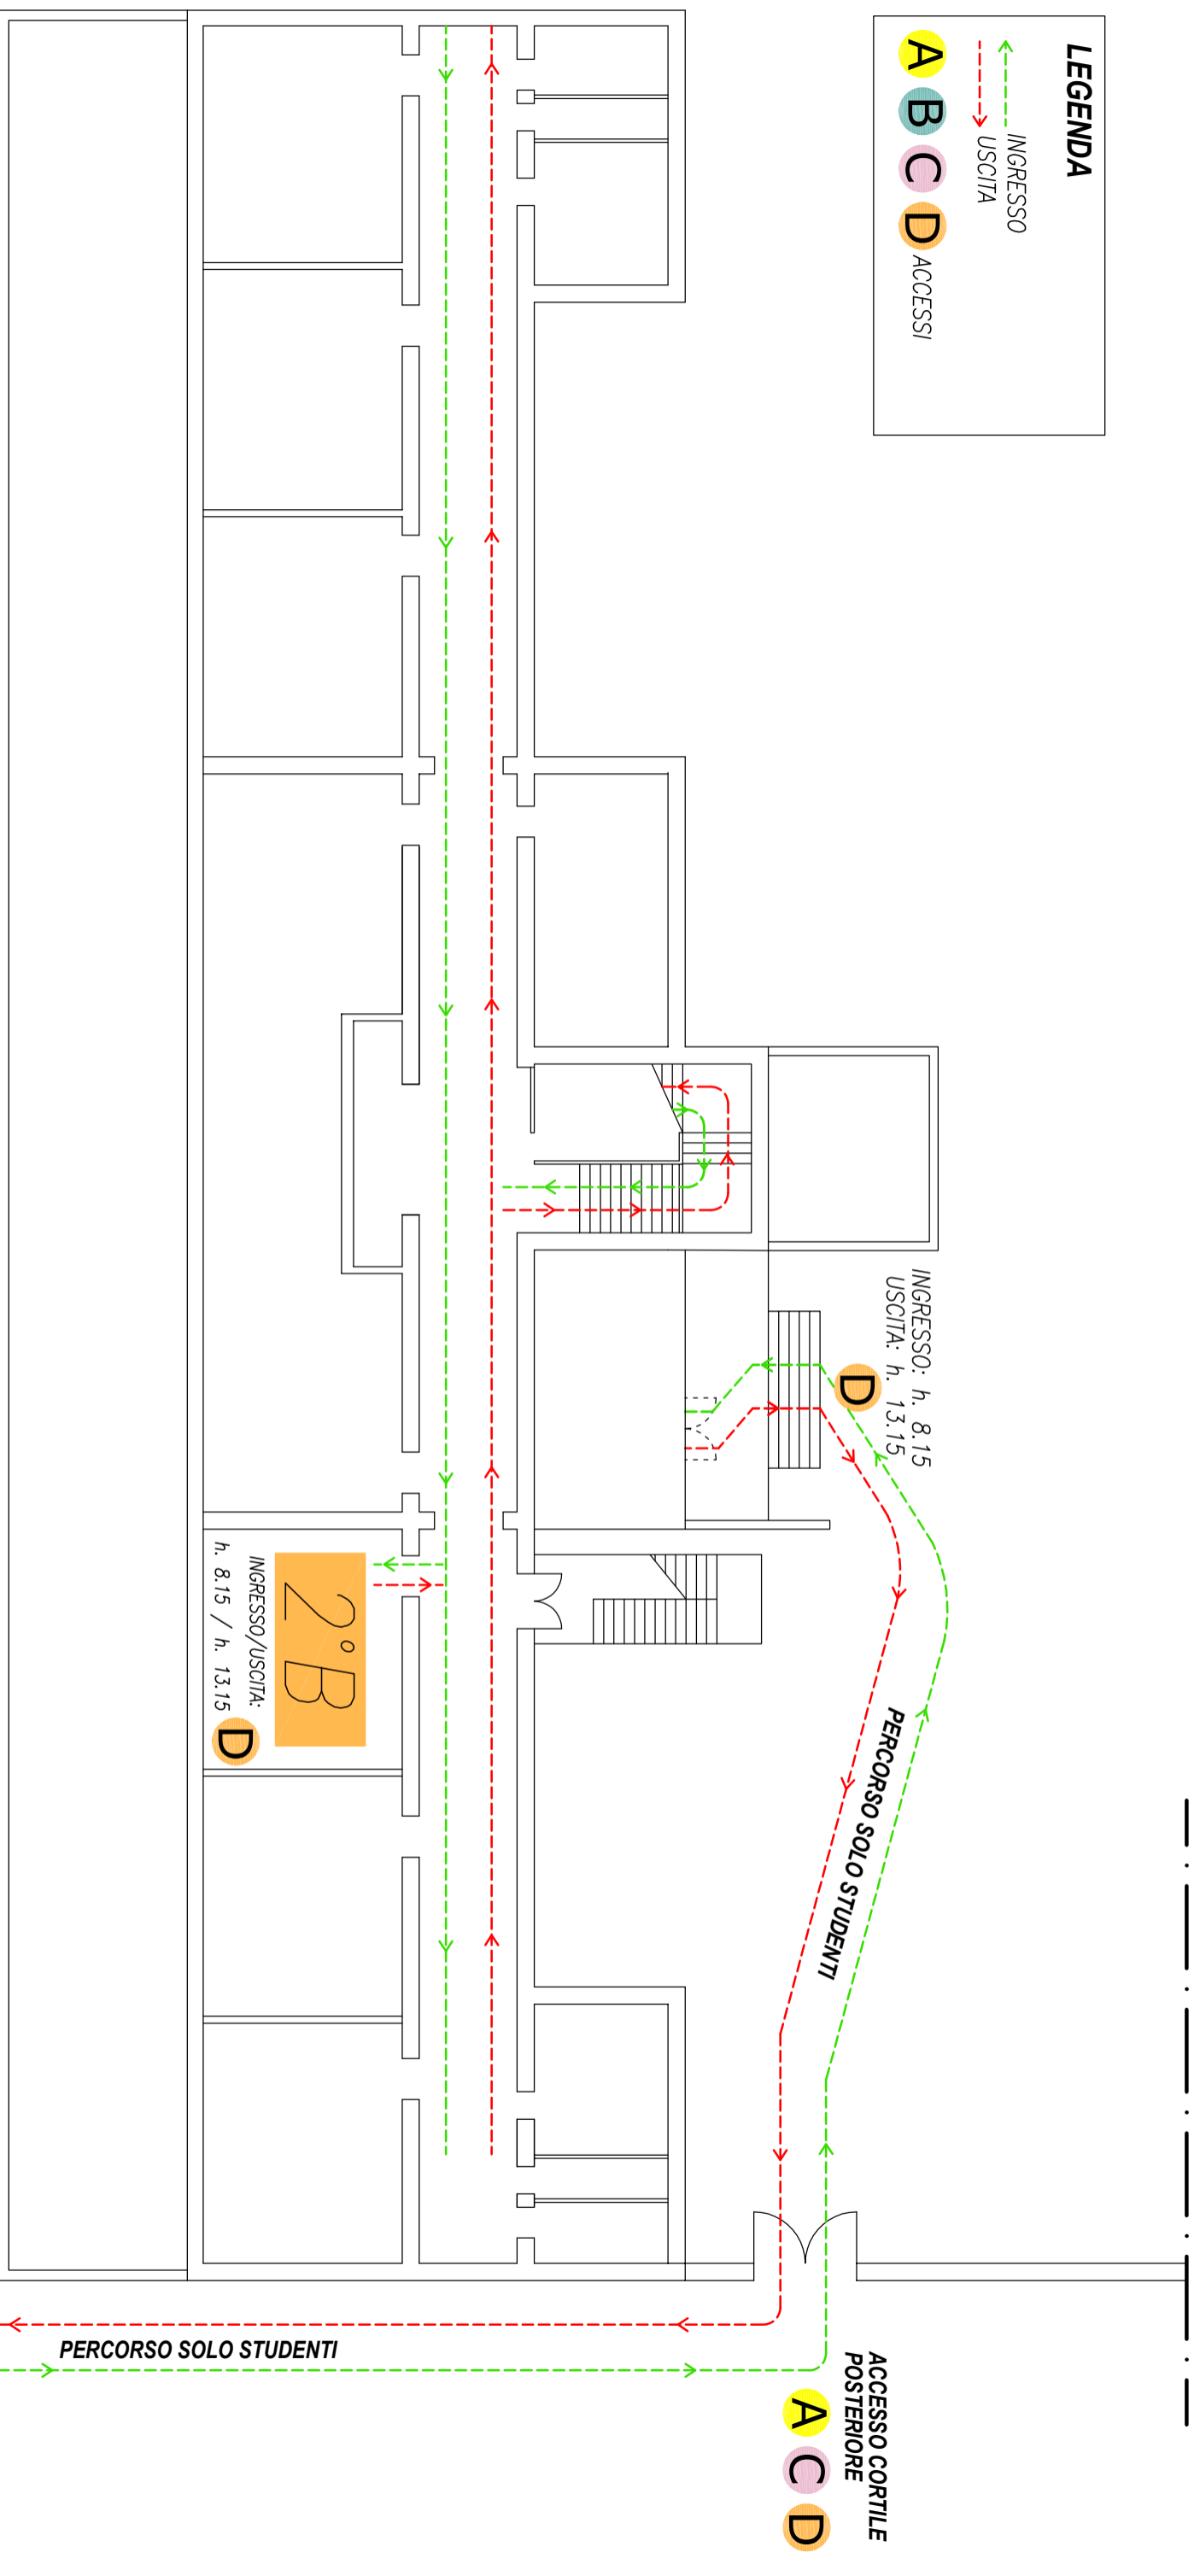 LEGENDA
INGRESSO
USCITA
A B C D ACCESSI
INGRESSO: h. 8.15
USCITA: h. 13.15
D
PERCORSO SOLO STUDENTI
2°B
INGRESSO/USCITA:
h. 8.15 / h. 13.15 D
ACCESSO CORTILE
POSTERIORE
A C D
PERCORSO SOLO STUDENTI